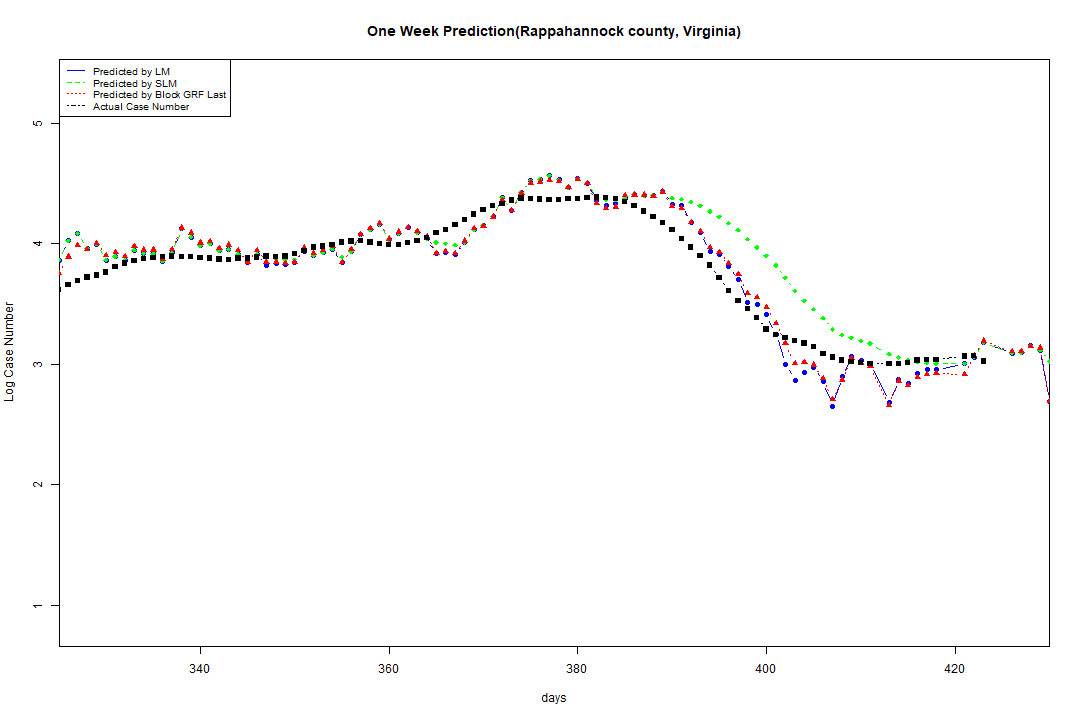 One Week Prediction(Rappahannock county, Virginia)
Predicted by LM
Predicted by SLM
Predicted by Block GRF Last
Actual Case Number
5
4
3
2
1
Log Case Number
340
360
380
400
420
days